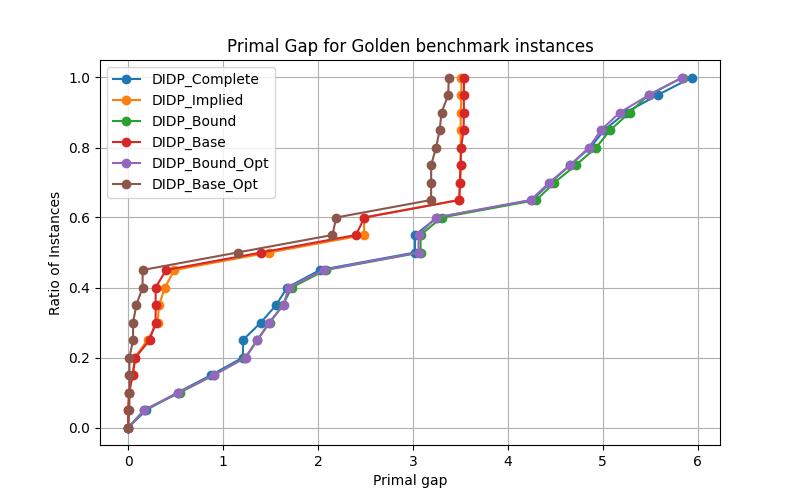 Primal Gap for Golden benchmark instances
DIDP_Complete
DIDP_Implied
DIDP_Bound
DIDP_Base
DIDP_Bound_Opt
DIDP_Base_Opt
Ratio of Instances
1.0
0.8
0.6
0.4
0.2
0.0
0 1 2 3 4 5 6
Primal gap